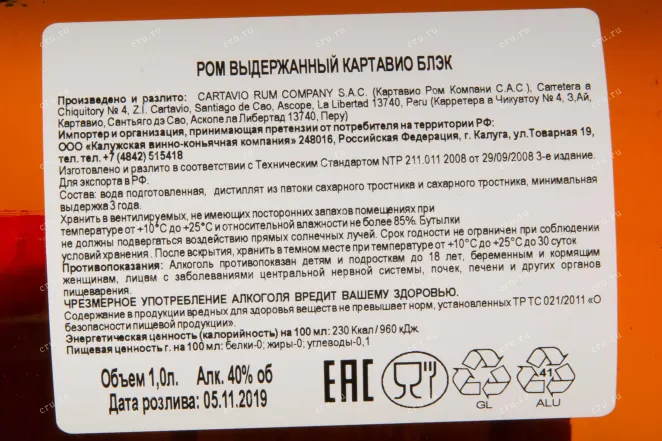 РОМ ВЫДЕРЖАННЫЙ КАРТАВИО БЛЭК
Произведено и разлито: CARTAVIO RUM COMPANY S.A.C. (Картавио Ром Компани С.А.С.), Carretera a
Chiquitory № 4, Z.I. Cartavio, Santiago de Cao, Ascope, La Libertad 13740, Peru (Карретера а Чикуатоу № 4, З,Ай,
Картавио, Сантьяго де Сао, Аскопе ла Либертад 13740, Перу)
Импортер и организация, принимающая претензии от потребителя на территории РФ:
ООО «Калужская винно-коньячная компания" 248016, Российская Федерация, г. Калуга, ул.Товарная 19,
тел. тел.+7 (4842) 515418
Изготовлено и разлито в соответствии с Техническим Стандартом NTP 211.011 2008 от 29/09/2008 3-е издание.
Для экспорта в РФ.
Состав: вода подготовленная, дистиллят из патоки сахарного тростника и сахарного тростника, минимальная
выдержка 3 года.
Хранить в вентилируемых, не имеющих посторонних запахов помещениях при
температуре от +10°С до +25°С и относительной влажности не более 85%. Бутылки
не должны подвергаться воздействию прямых солнечных лучей. Срок годности не ограничен при соблюдении
условий хранения . После вскрытия, хранить в темном месте при температуре от +10°С до +25°С до 30 суток
Противопоказания: Алкоголь противопоказан детям и подросткам до 18 лет, беременным и кормящим
женщинам, лицам с заболеваниями центральной нервной системы, почек, печени и других органов
пищеварения.
ЧРЕЗМЕРНОЕ УПОТРЕБЛЕНИЕ АЛКОГОЛЯ ВРЕДИТ ВАШЕМУ ЗДОРОВЬЮ.
Содержание в продукции вредных для здоровья веществ не превышает норм, установленных ТР ТС 021/2011 «О
безопасности пищевой продукции».
Энергетическая ценность (калорийность) на 100 мл: 230 Ккал/ 960 кДж.
Пищевая ценность г. на 100 мл: белки-0; жиры-0; углеводы-0,1
Объем 1,0л. Алк. 40% об
Дата розлива: 05.11.2019
ЕАС
GL
41
ALU
cru.ru